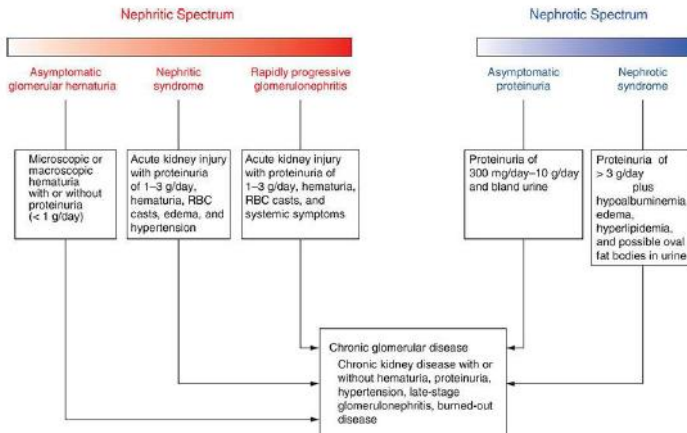 Nephritic Spectrum
Nephrotic Spectrum
Asymptomatic
glomerular hematuria
Nephritic
syndrome
Rapidly progressive
glomerulonephritis
Asymptomatic
proteinuria
Nephrotic
syndrome
Microscopic or
macroscopic
hematuria
with or without
proteinuria
(< 1 g/day)
Acute kidney injury
with proteinuria
of 1–3 g/day,
hematuria, RBC
casts, edema, and
hypertension
Acute kidney injury
with proteinuria of
1–3 g/day, hematuria,
RBC casts, and
systemic symptoms
Proteinuria of
300 mg/day–10 g/day
and bland urine
Proteinuria of
> 3 g/day
plus
hypoalbuminemia,
edema,
hyperlipidemia,
and possible oval
fat bodies in urine
Chronic glomerular disease
Chronic kidney disease with or
without hematuria, proteinuria,
hypertension, late-stage
glomerulonephritis, burned-out
disease